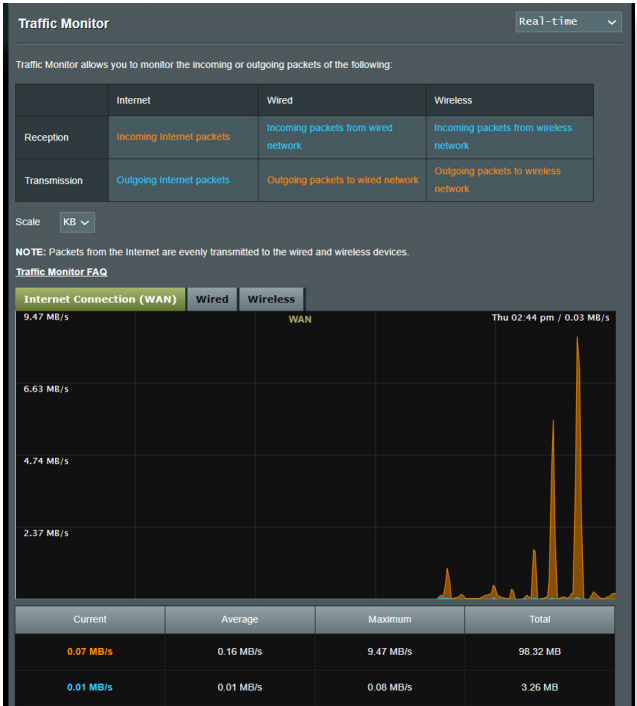 Traffic Monitor
Real-time
Traffic Monitor allows you to monitor the incoming or outgoing packets of the following:
Internet Wired Wireless
Reception Incoming Internet packets Incoming packets from wired network Incoming packets from wireless network
Transmission Outgoing Internet packets Outgoing packets to wired network Outgoing packets to wireless network
Scale KB
NOTE: Packets from the Internet are evenly transmitted to the wired and wireless devices.
Traffic Monitor FAQ
Internet Connection (WAN) Wired Wireless
9.47 MB/s WAN Thu 02:44 pm / 0.03 MB/s
6.63 MB/s
4.74 MB/s
2.37 MB/s
Current Average Maximum Total
0.07 MB/s 0.16 MB/s 9.47 MB/s 98.32 MB
0.01 MB/s 0.01 MB/s 0.08 MB/s 3.26 MB